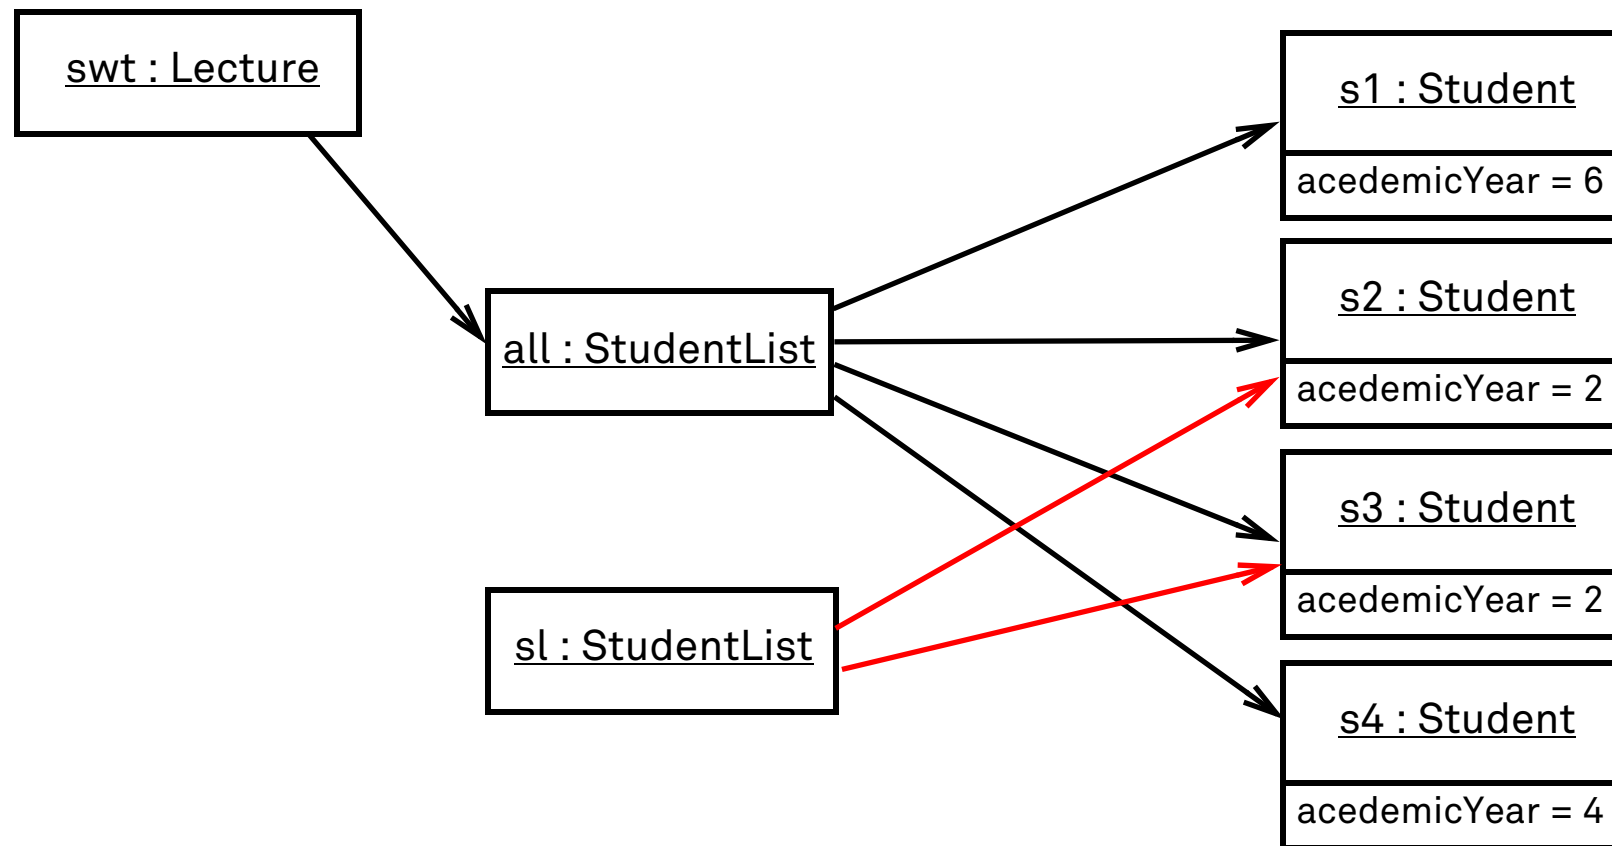 swt : Lecture
s1 : Student
acedemicYear = 6
s2 : Student
acedemicYear = 2
all : StudentList
s3 : Student
acedemicYear = 2
sl : StudentList
s4 : Student
acedemicYear = 4